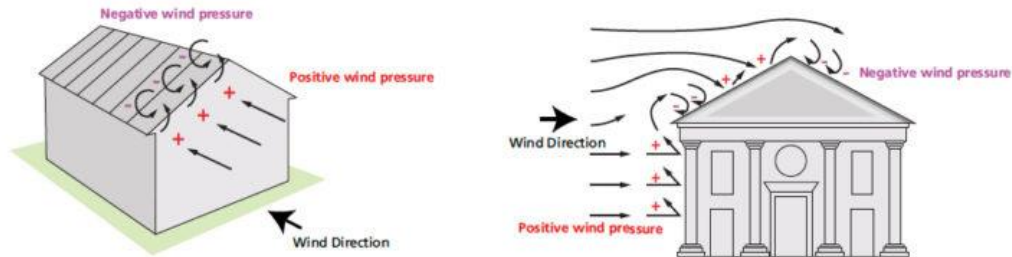 Negative wind pressure
Positive wind pressure
Wind Direction
Negative wind pressure
Wind Direction
Positive wind pressure